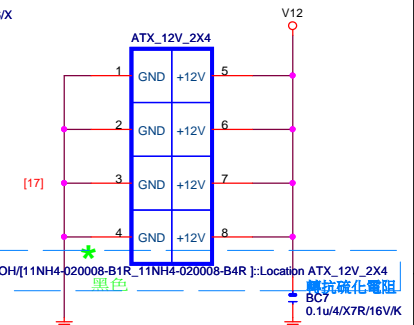 /X
V12
ATX_12V_2X4
1 GND +12V 5
2 GND +12V 6
[17] 3 GND +12V 7
4 GND +12V 8
*
OH/[11NH4-020008-B1R_11NH4-020008-B4R ]::Location ATX_12V_2X4
黑色
轉抗硫化電阻
BC7
0.1u/4/X7R/16V/K